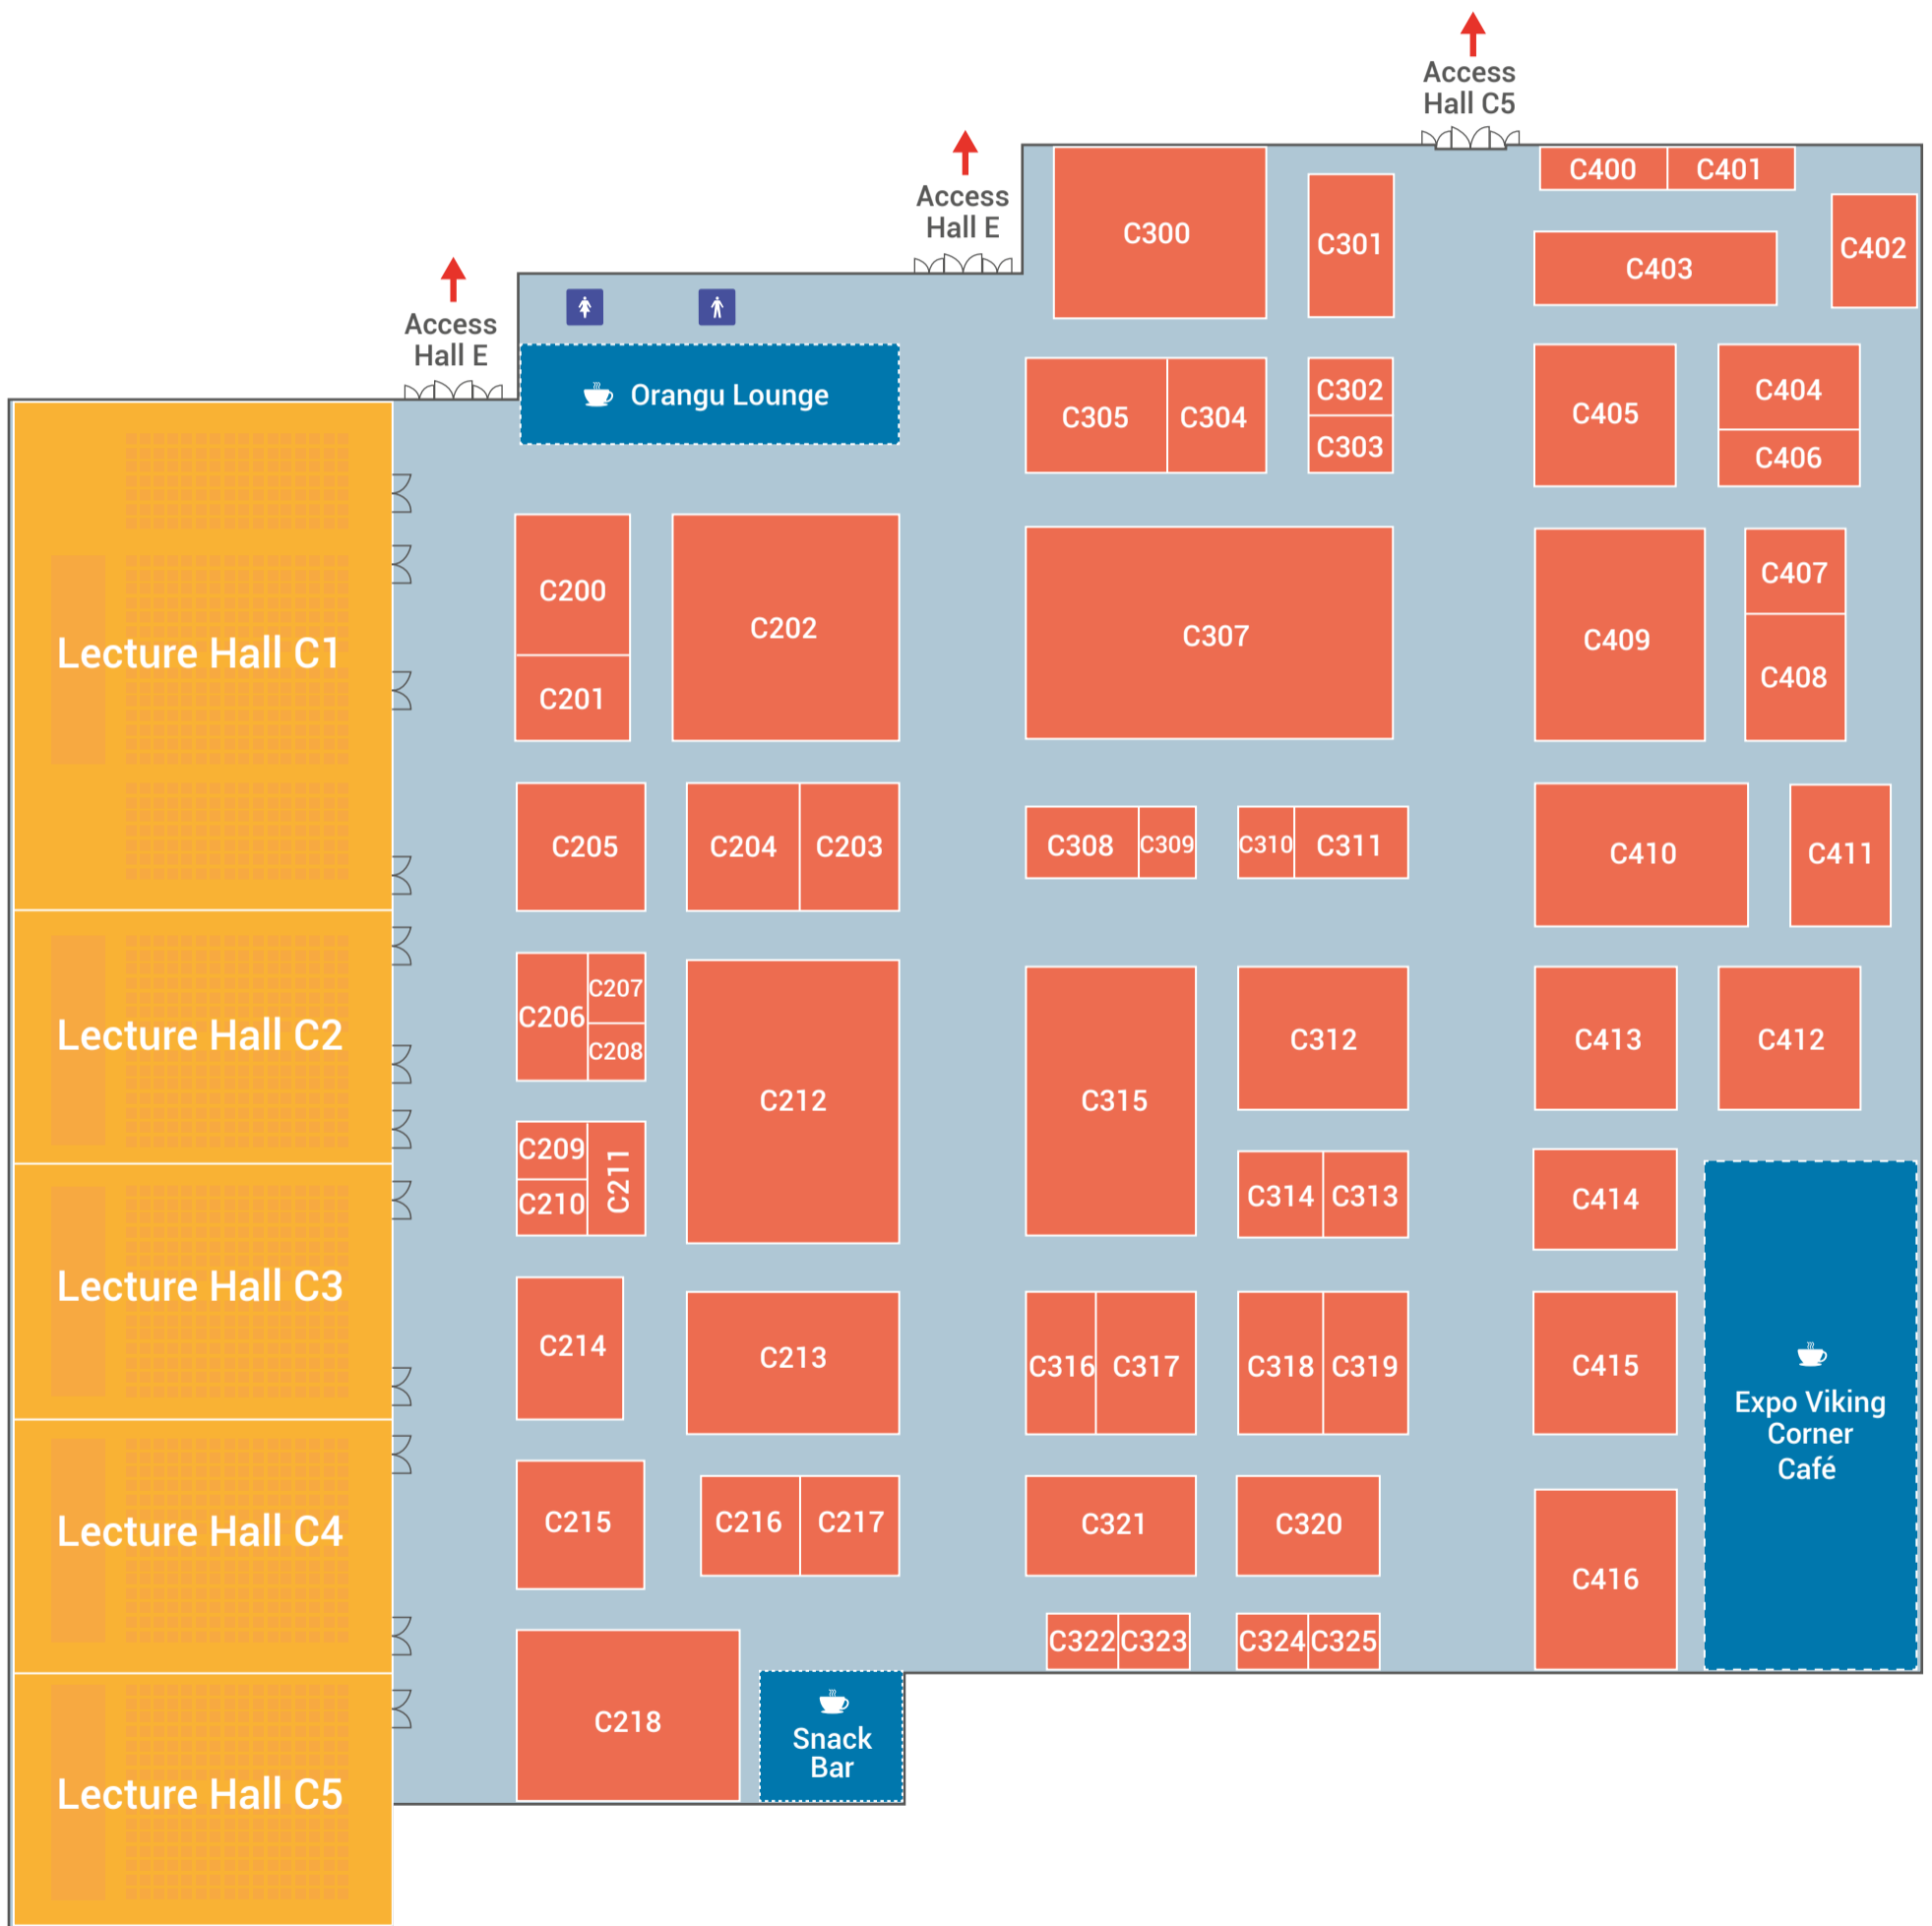 Access
Hall C5
Access
Hall E
Access
Hall E
C300
C301
C400
C401
C402
C403
Orangu Lounge
C305
C304
C302
C303
C405
C404
C406
Lecture Hall C1
C200
C201
C202
C307
C409
C407
C408
C205
C204
C203
C308
C309
C310
C311
C410
C411
Lecture Hall C2
C206
C207
C208
C212
C315
C312
C413
C412
C209
C210
C211
C314
C313
C414
Lecture Hall C3
C214
C213
C316
C317
C318
C319
C415
Expo Viking
Corner
Café
Lecture Hall C4
C215
C216
C217
C321
C320
C416
C322
C323
C324
C325
C218
Snack
Bar
Lecture Hall C5